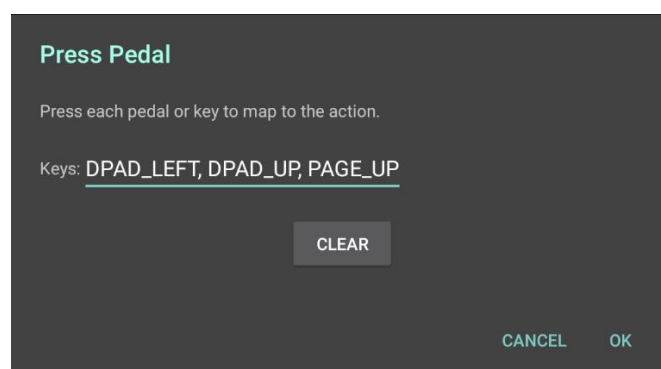 Press Pedal
Press each pedal or key to map to the action.
Keys: DPAD_LEFT, DPAD_UP, PAGE_UP
CLEAR
CANCEL OK